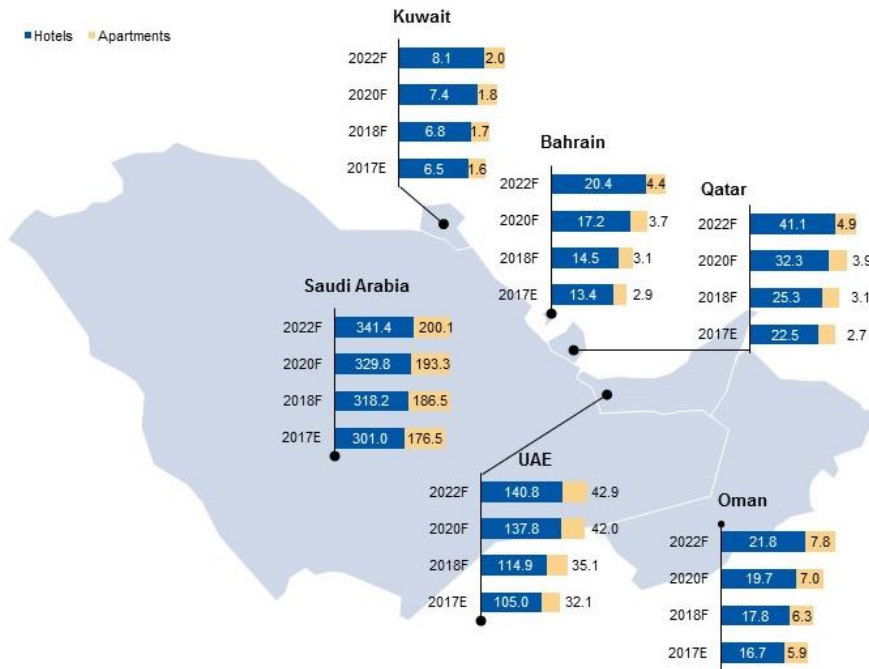 Hotels Apartments
Kuwait
2022F 8.1 2.0
2020F 7.4 1.8
2018F 6.8 1.7
2017E 6.5 1.6
Bahrain
2022F 20.4 4.4
2020F 17.2 3.7
2018F 14.5 3.1
2017E 13.4 2.9
Qatar
2022F 41.1 4.9
2020F 32.3 3.9
2018F 25.3 3.1
2017E 22.5 2.7
Saudi Arabia
2022F 341.4 200.1
2020F 329.8 193.3
2018F 318.2 186.5
2017E 301.0 176.5
UAE
2022F 140.8 42.9
2020F 137.8 42.0
2018F 114.9 35.1
2017E 105.0 32.1
Oman
2022F 21.8 7.8
2020F 19.7 7.0
2018F 17.8 6.3
2017E 16.7 5.9